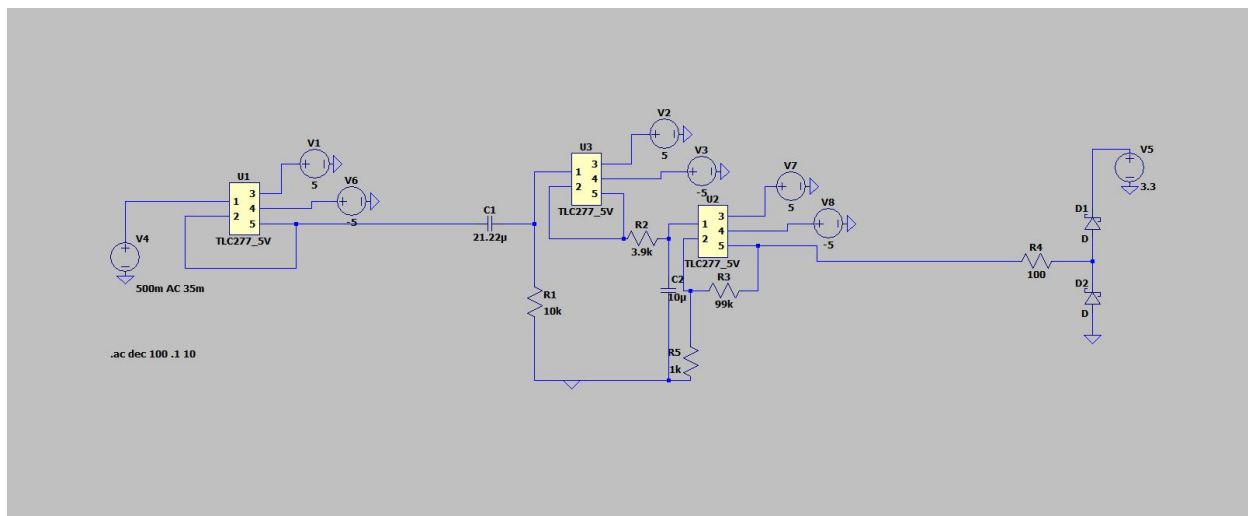 V4
500m AC 35m
.ac dec 100 .1 10
U1
1
2
3
4
5
TLC277_5V
V1
5
V6
-5
C1
21.22µ
R1
10k
U3
1
2
3
4
5
TLC277_5V
V2
5
V3
-5
R2
3.9k
C2
10µ
U2
1
2
3
4
5
TLC277_5V
V7
5
V8
-5
R3
99k
R5
1k
R4
100
D1
D
D2
D
V5
3.3